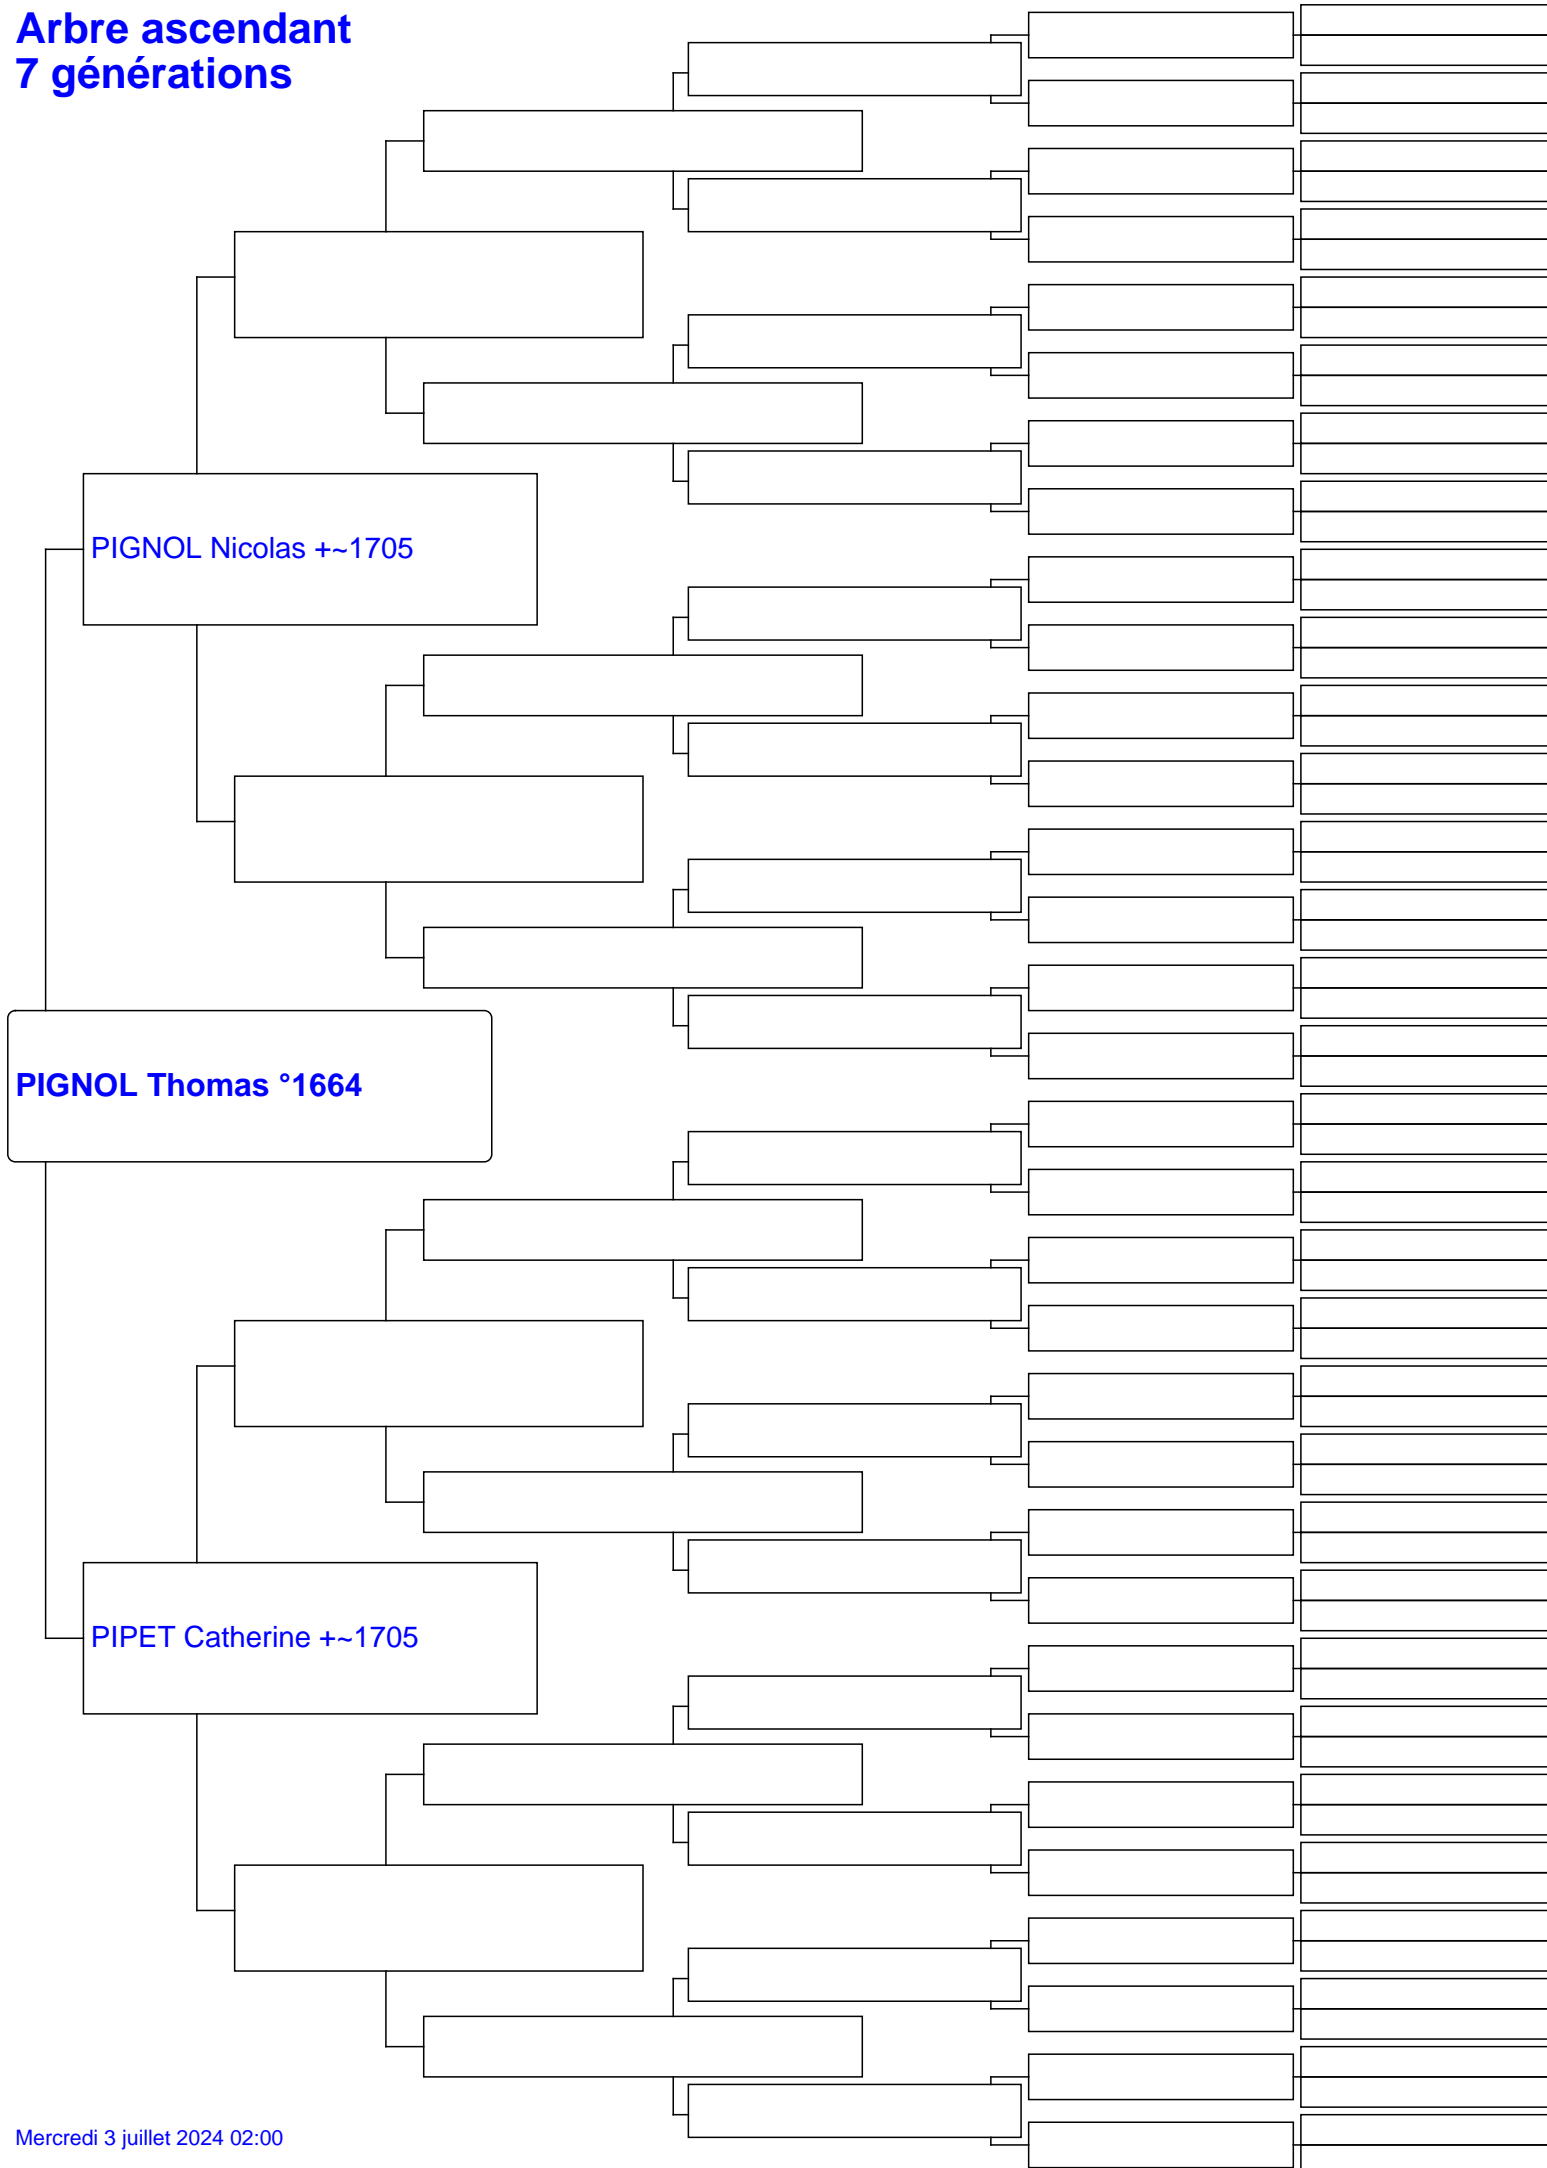 Arbre ascendant
7 générations
PIGNOL Nicolas +~1705
PIGNOL Thomas °1664
PIPET Catherine +~1705
Mercredi 3 juillet 2024 02:00